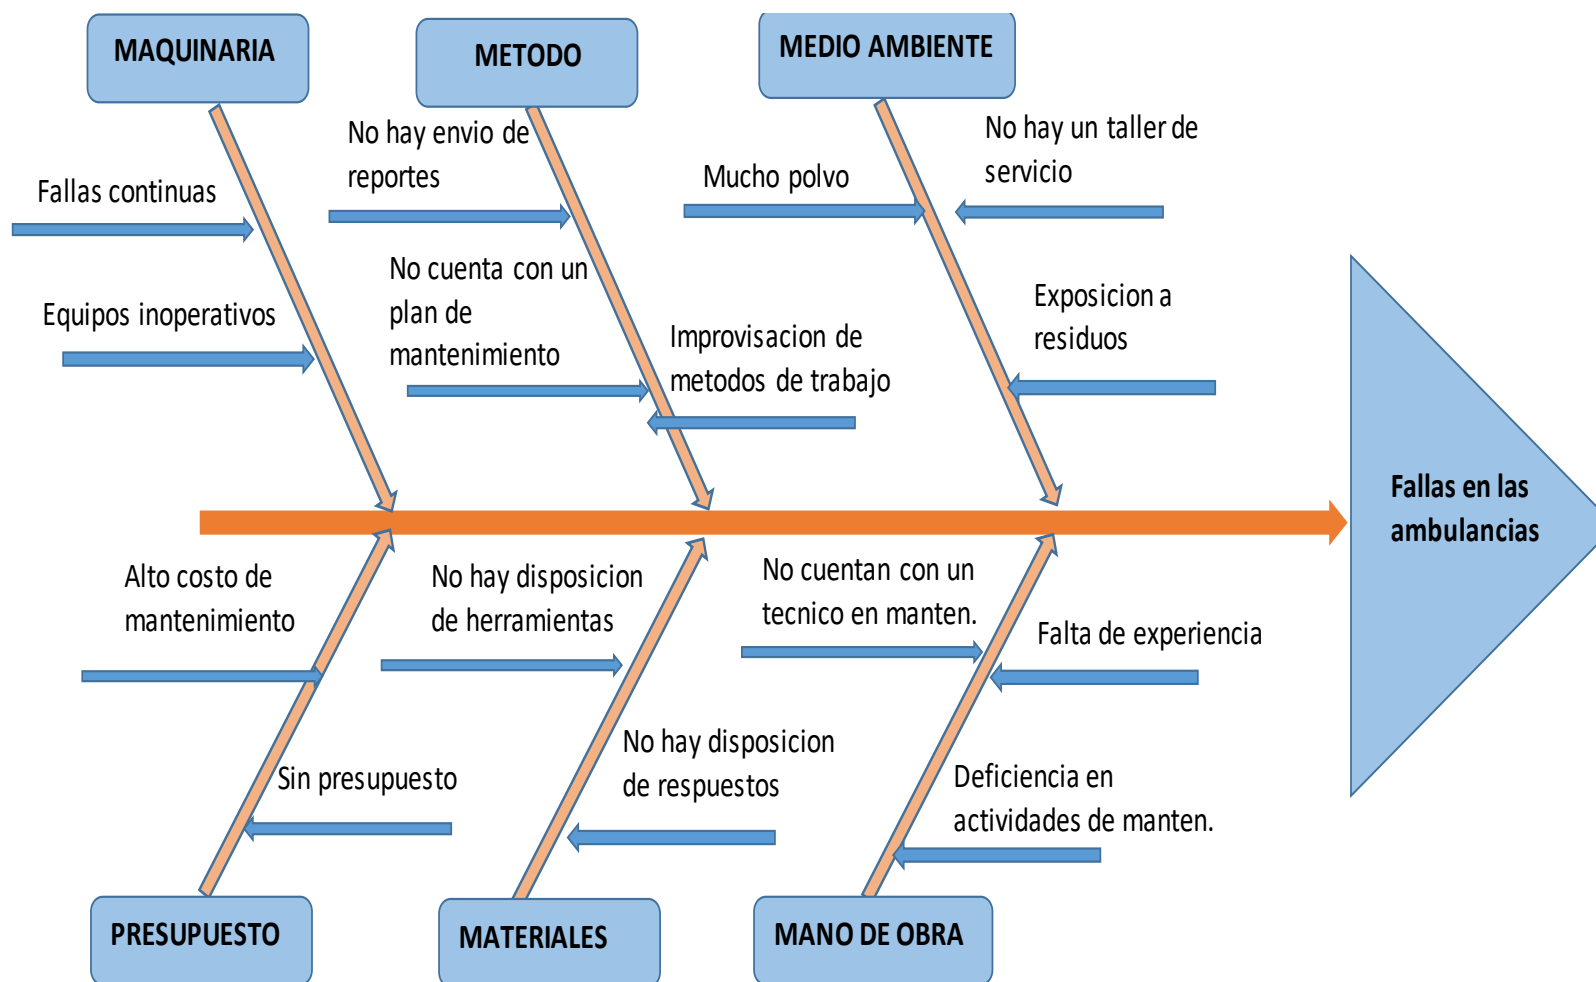 MAQUINARIA
METODO
MEDIO AMBIENTE
No hay envio de
reportes
No hay un taller de
servicio
Fallas continuas
Mucho polvo
No cuenta con un
plan de
mantenimiento
Equipos inoperativos
Improvisacion de
metodos de trabajo
Exposicion a
residuos
Fallas en las
ambulancias
Alto costo de
mantenimiento
No hay disposicion
de herramientas
No cuentan con un
tecnico en manten.
Falta de experiencia
Sin presupuesto
No hay disposicion
de respuestos
Deficiencia en
actividades de manten.
PRESUPUESTO
MATERIALES
MANO DE OBRA